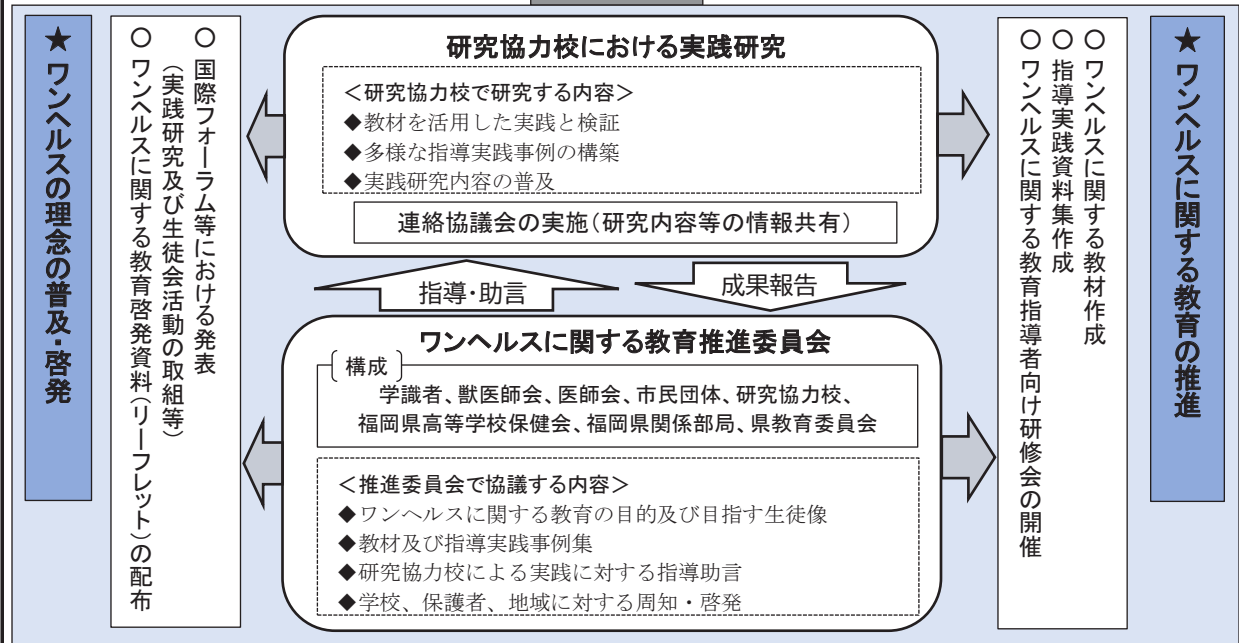 ★ ワンヘルスの理念の普及・啓発
○ 国際フォーラム等における発表
(実践研究及び生徒会活動の取組等)
○ ワンヘルスに関する教育啓発資料(リーフレット)の配布
研究協力校における実践研究
<研究協力校で研究する内容>
◆教材を活用した実践と検証
◆多様な指導実践事例の構築
◆実践研究内容の普及
連絡協議会の実施(研究内容等の情報共有)
指導・助言
成果報告
ワンヘルスに関する教育推進委員会
構成
学識者、獣医師会、医師会、市民団体、研究協力校、
福岡県高等学校保健会、福岡県関係部局、県教育委員会
<推進委員会で協議する内容>
◆ワンヘルスに関する教育の目的及び目指す生徒像
◆教材及び指導実践事例集
◆研究協力校による実践に対する指導助言
◆学校、保護者、地域に対する周知・啓発
★ ワンヘルスに関する教育の推進
○ ワンヘルスに関する教材作成
○ 指導実践資料集作成
○ ワンヘルスに関する教育指導者向け研修会の開催